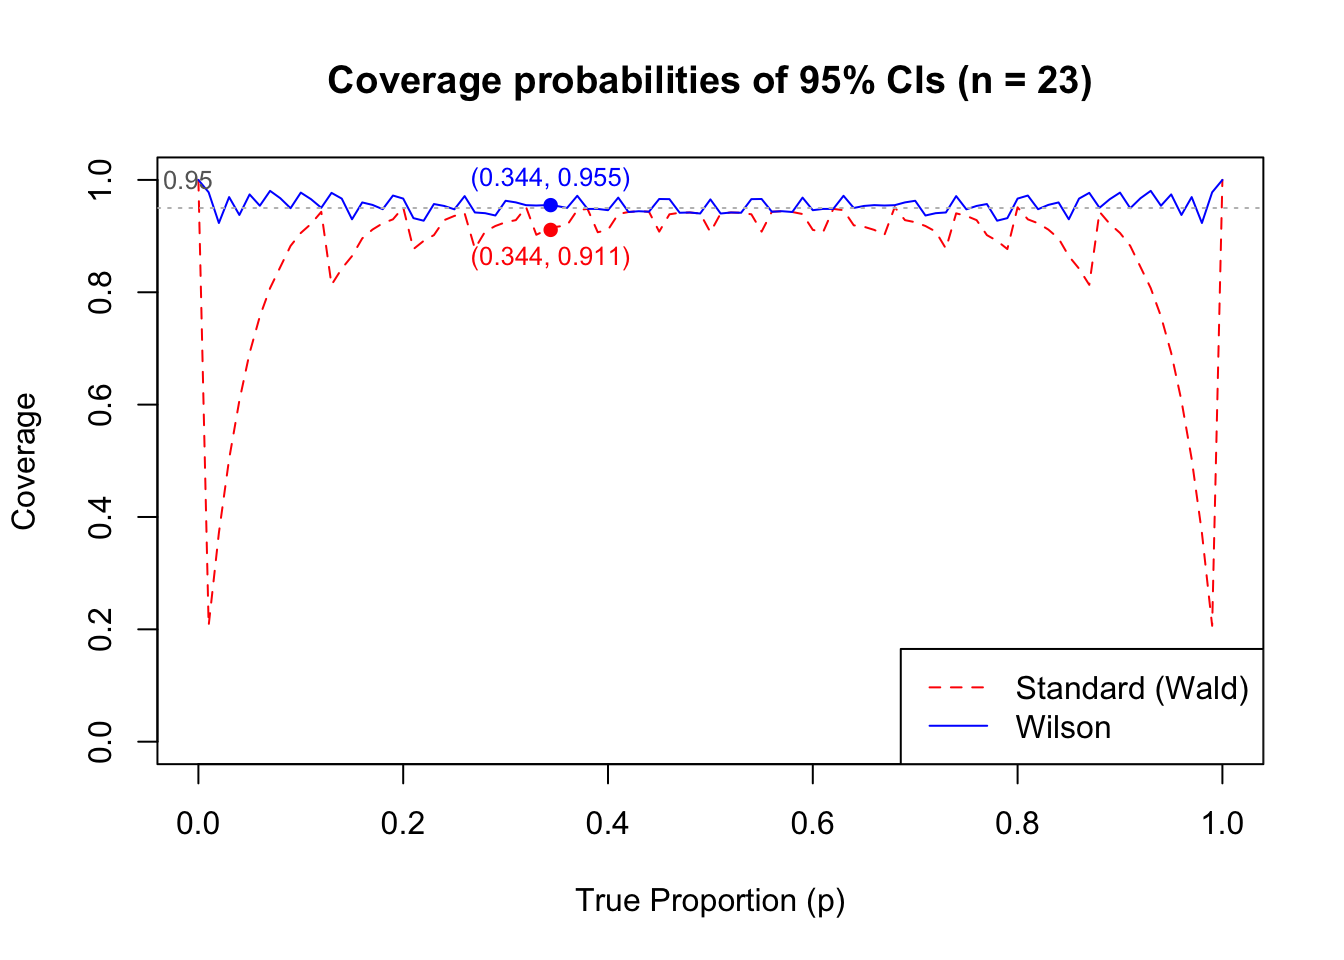 Coverage probabilities of 95% CIs (n = 23)
1.0
0.8
0.6
0.4
0.2
0.0
Coverage
0.95
(0.344, 0.955)
(0.344, 0.911)
Standard (Wald)
Wilson
0.0 0.2 0.4 0.6 0.8 1.0
True Proportion (p)